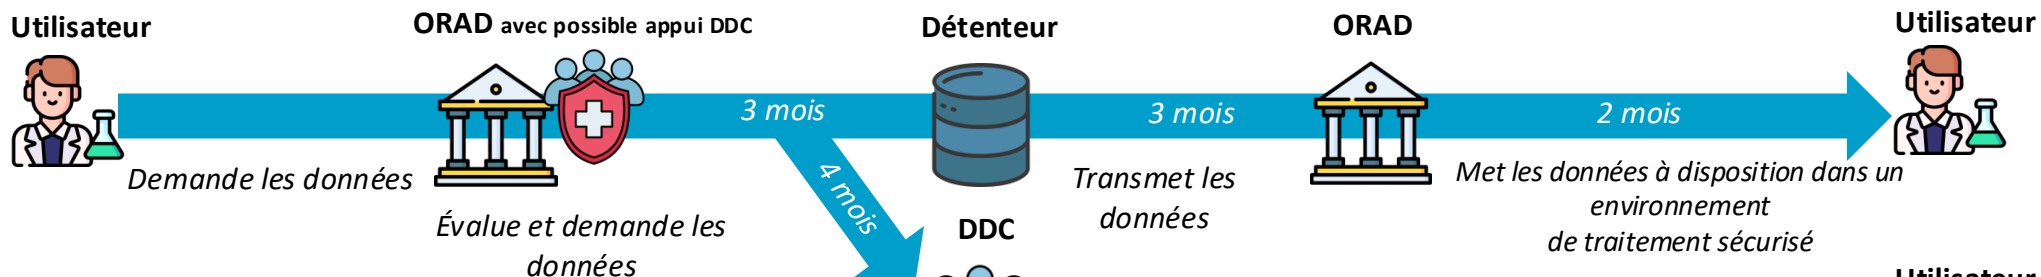 Utilisateur
ORAD avec possible appui DDC
Détenteur
ORAD
Utilisateur
3 mois
3 mois
2 mois
Demande les données
4 mois
Transmet les
données
Met les données à disposition dans un
environnement
de traitement sécurisé
Évalue et demande les
données
DDC
Utilisateur